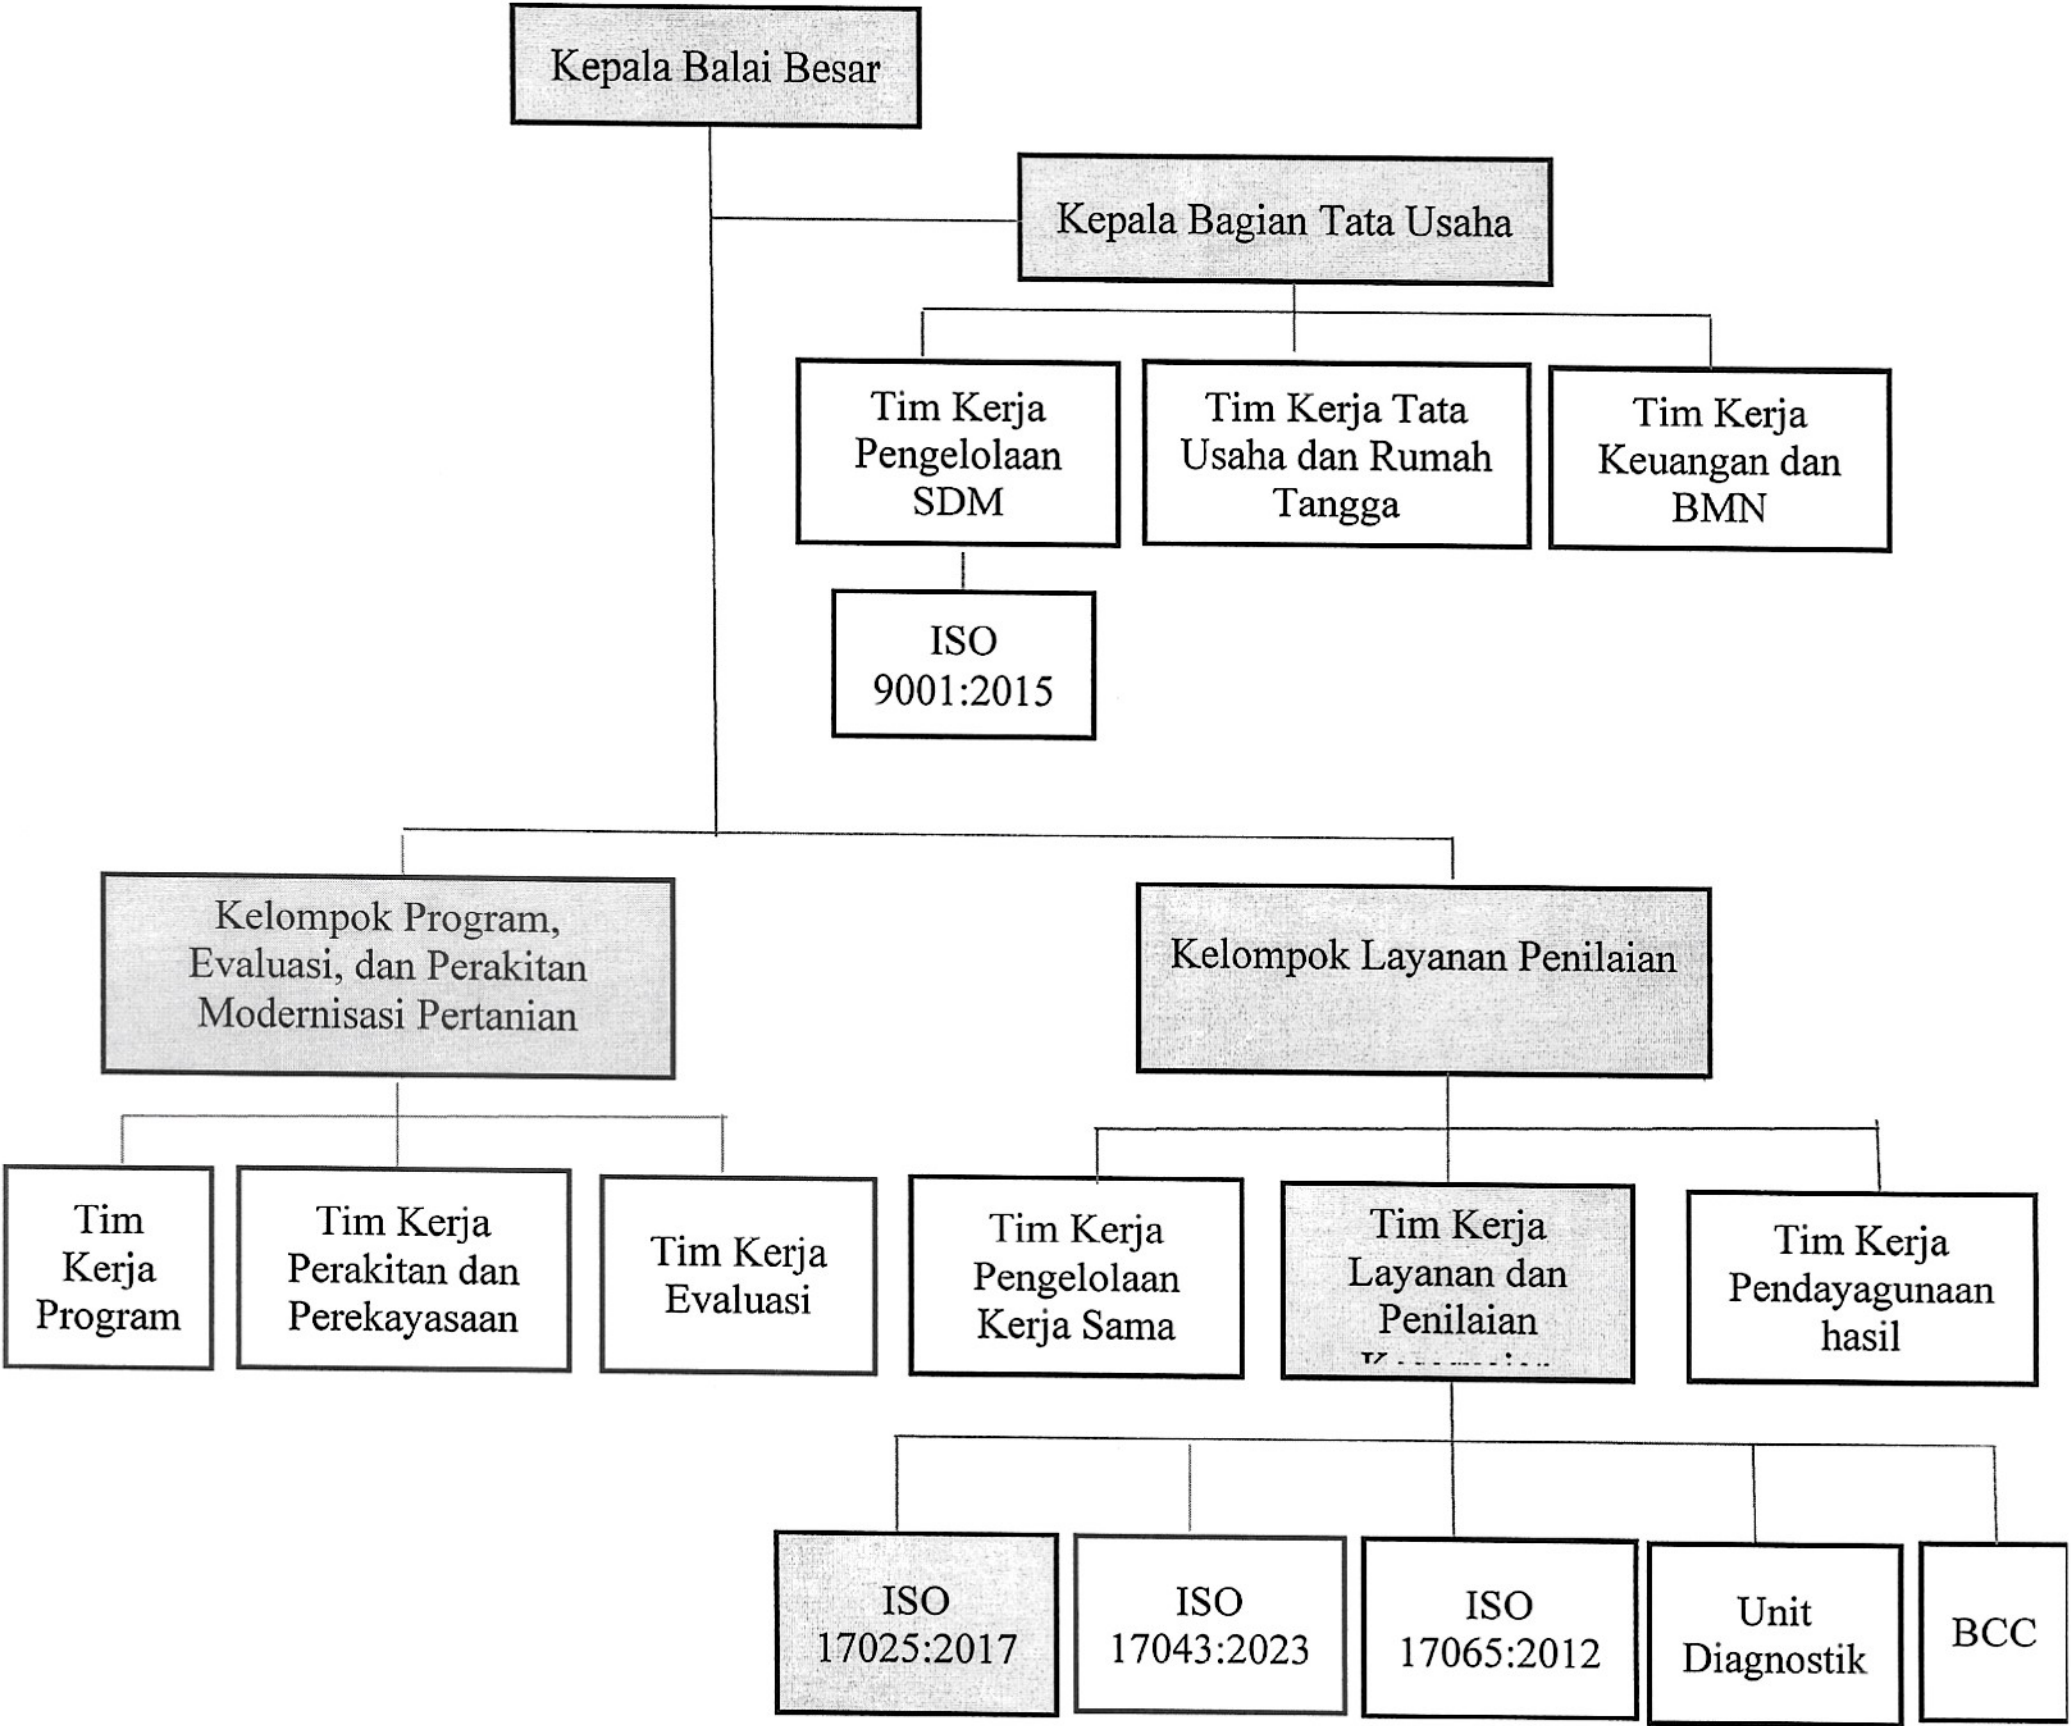 Kepala Balai Besar
Kepala Bagian Tata Usaha
Tim Kerja
Pengelolaan
SDM
Tim Kerja Tata
Usaha dan Rumah
Tangga
Tim Kerja
Keuangan dan
BMN
ISO
9001:2015
Kelompok Program,
Evaluasi, dan Perakitan
Modernisasi Pertanian
Kelompok Layanan Penilaian
Tim
Kerja
Program
Tim Kerja
Perakitan dan
Perekayasaan
Tim Kerja
Evaluasi
Tim Kerja
Pengelolaan
Kerja Sama
Tim Kerja
Layanan dan
Penilaian
Tim Kerja
Pendayagunaan
hasil
ISO
17025:2017
ISO
17043:2023
ISO
17065:2012
Unit
Diagnostik
BCC